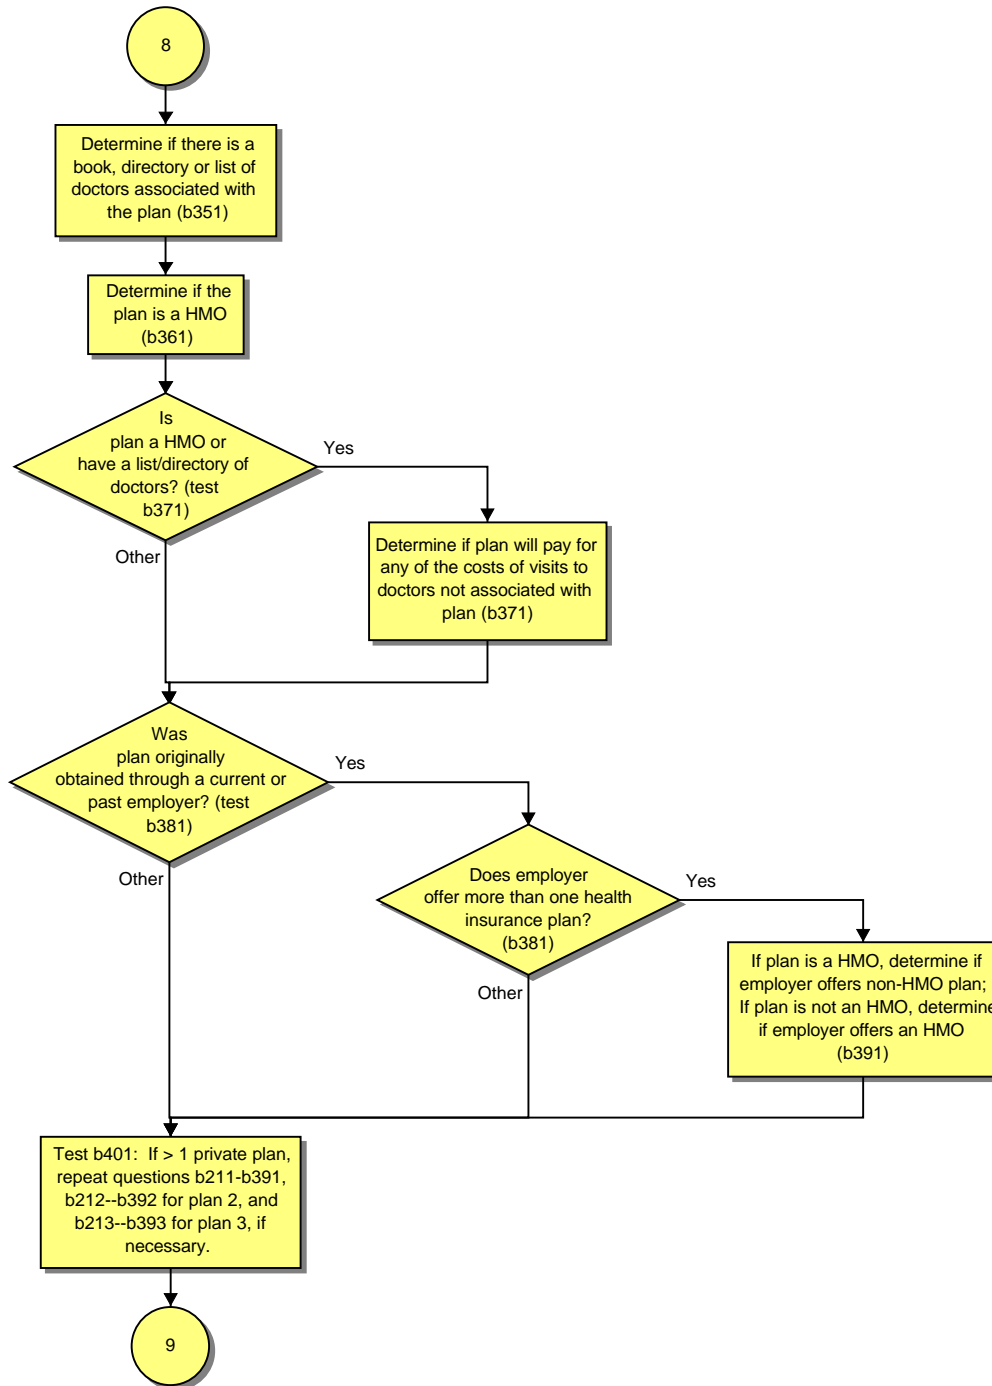 8
Determine if there is a
book, directory or list of
doctors associated with
the plan (b351)
Determine if the
plan is a HMO
(b361)
Is
plan a HMO or
have a list/directory of
doctors? (test
b371)
Yes
Other
Determine if plan will pay for
any of the costs of visits to
doctors not associated with
plan (b371)
Was
plan originally
obtained through a current or
past employer? (test
b381)
Yes
Other
Does employer
offer more than one health
insurance plan?
(b381)
Yes
Other
If plan is a HMO, determine if
employer offers non-HMO plan;
If plan is not an HMO, determine
if employer offers an HMO
(b391)
Test b401:  If > 1 private plan,
repeat questions b211-b391,
b212--b392 for plan 2, and
b213--b393 for plan 3, if
necessary.
9